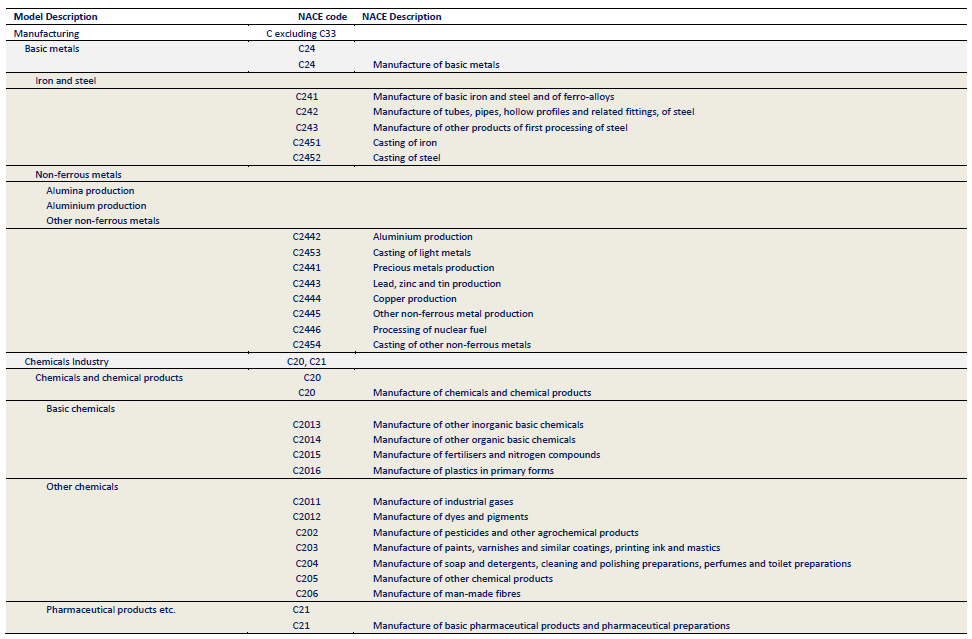 Model Description NACE code NACE Description
Manufacturing C excluding C33
Basic metals C24
C24 Manufacture of basic metals
Iron and steel
C241 Manufacture of basic iron and steel and of ferro-alloys
C242 Manufacture of tubes, pipes, hollow profiles and related fittings, of steel
C243 Manufacture of other products of first processing of steel
C2451 Casting of iron
C2452 Casting of steel
Non-ferrous metals
Alumina production
Aluminium production
Other non-ferrous metals
C2442 Aluminium production
C2453 Casting of light metals
C2441 Precious metals production
C2443 Lead, zinc and tin production
C2444 Copper production
C2445 Other non-ferrous metal production
C2446 Processing of nuclear fuel
C2454 Casting of other non-ferrous metals
Chemicals Industry C20, C21
Chemicals and chemical products C20
C20 Manufacture of chemicals and chemical products
Basic chemicals
C2013 Manufacture of other inorganic basic chemicals
C2014 Manufacture of other organic basic chemicals
C2015 Manufacture of fertilisers and nitrogen compounds
C2016 Manufacture of plastics in primary forms
Other chemicals
C2011 Manufacture of industrial gases
C2012 Manufacture of dyes and pigments
C202 Manufacture of pesticides and other agrochemical products
C203 Manufacture of paints, varnishes and similar coatings, printing ink and mastics
C204 Manufacture of soap and detergents, cleaning and polishing preparations, perfumes and toilet preparations
C205 Manufacture of other chemical products
C206 Manufacture of man-made fibres
Pharmaceutical products etc. C21
C21 Manufacture of basic pharmaceutical products and pharmaceutical preparations